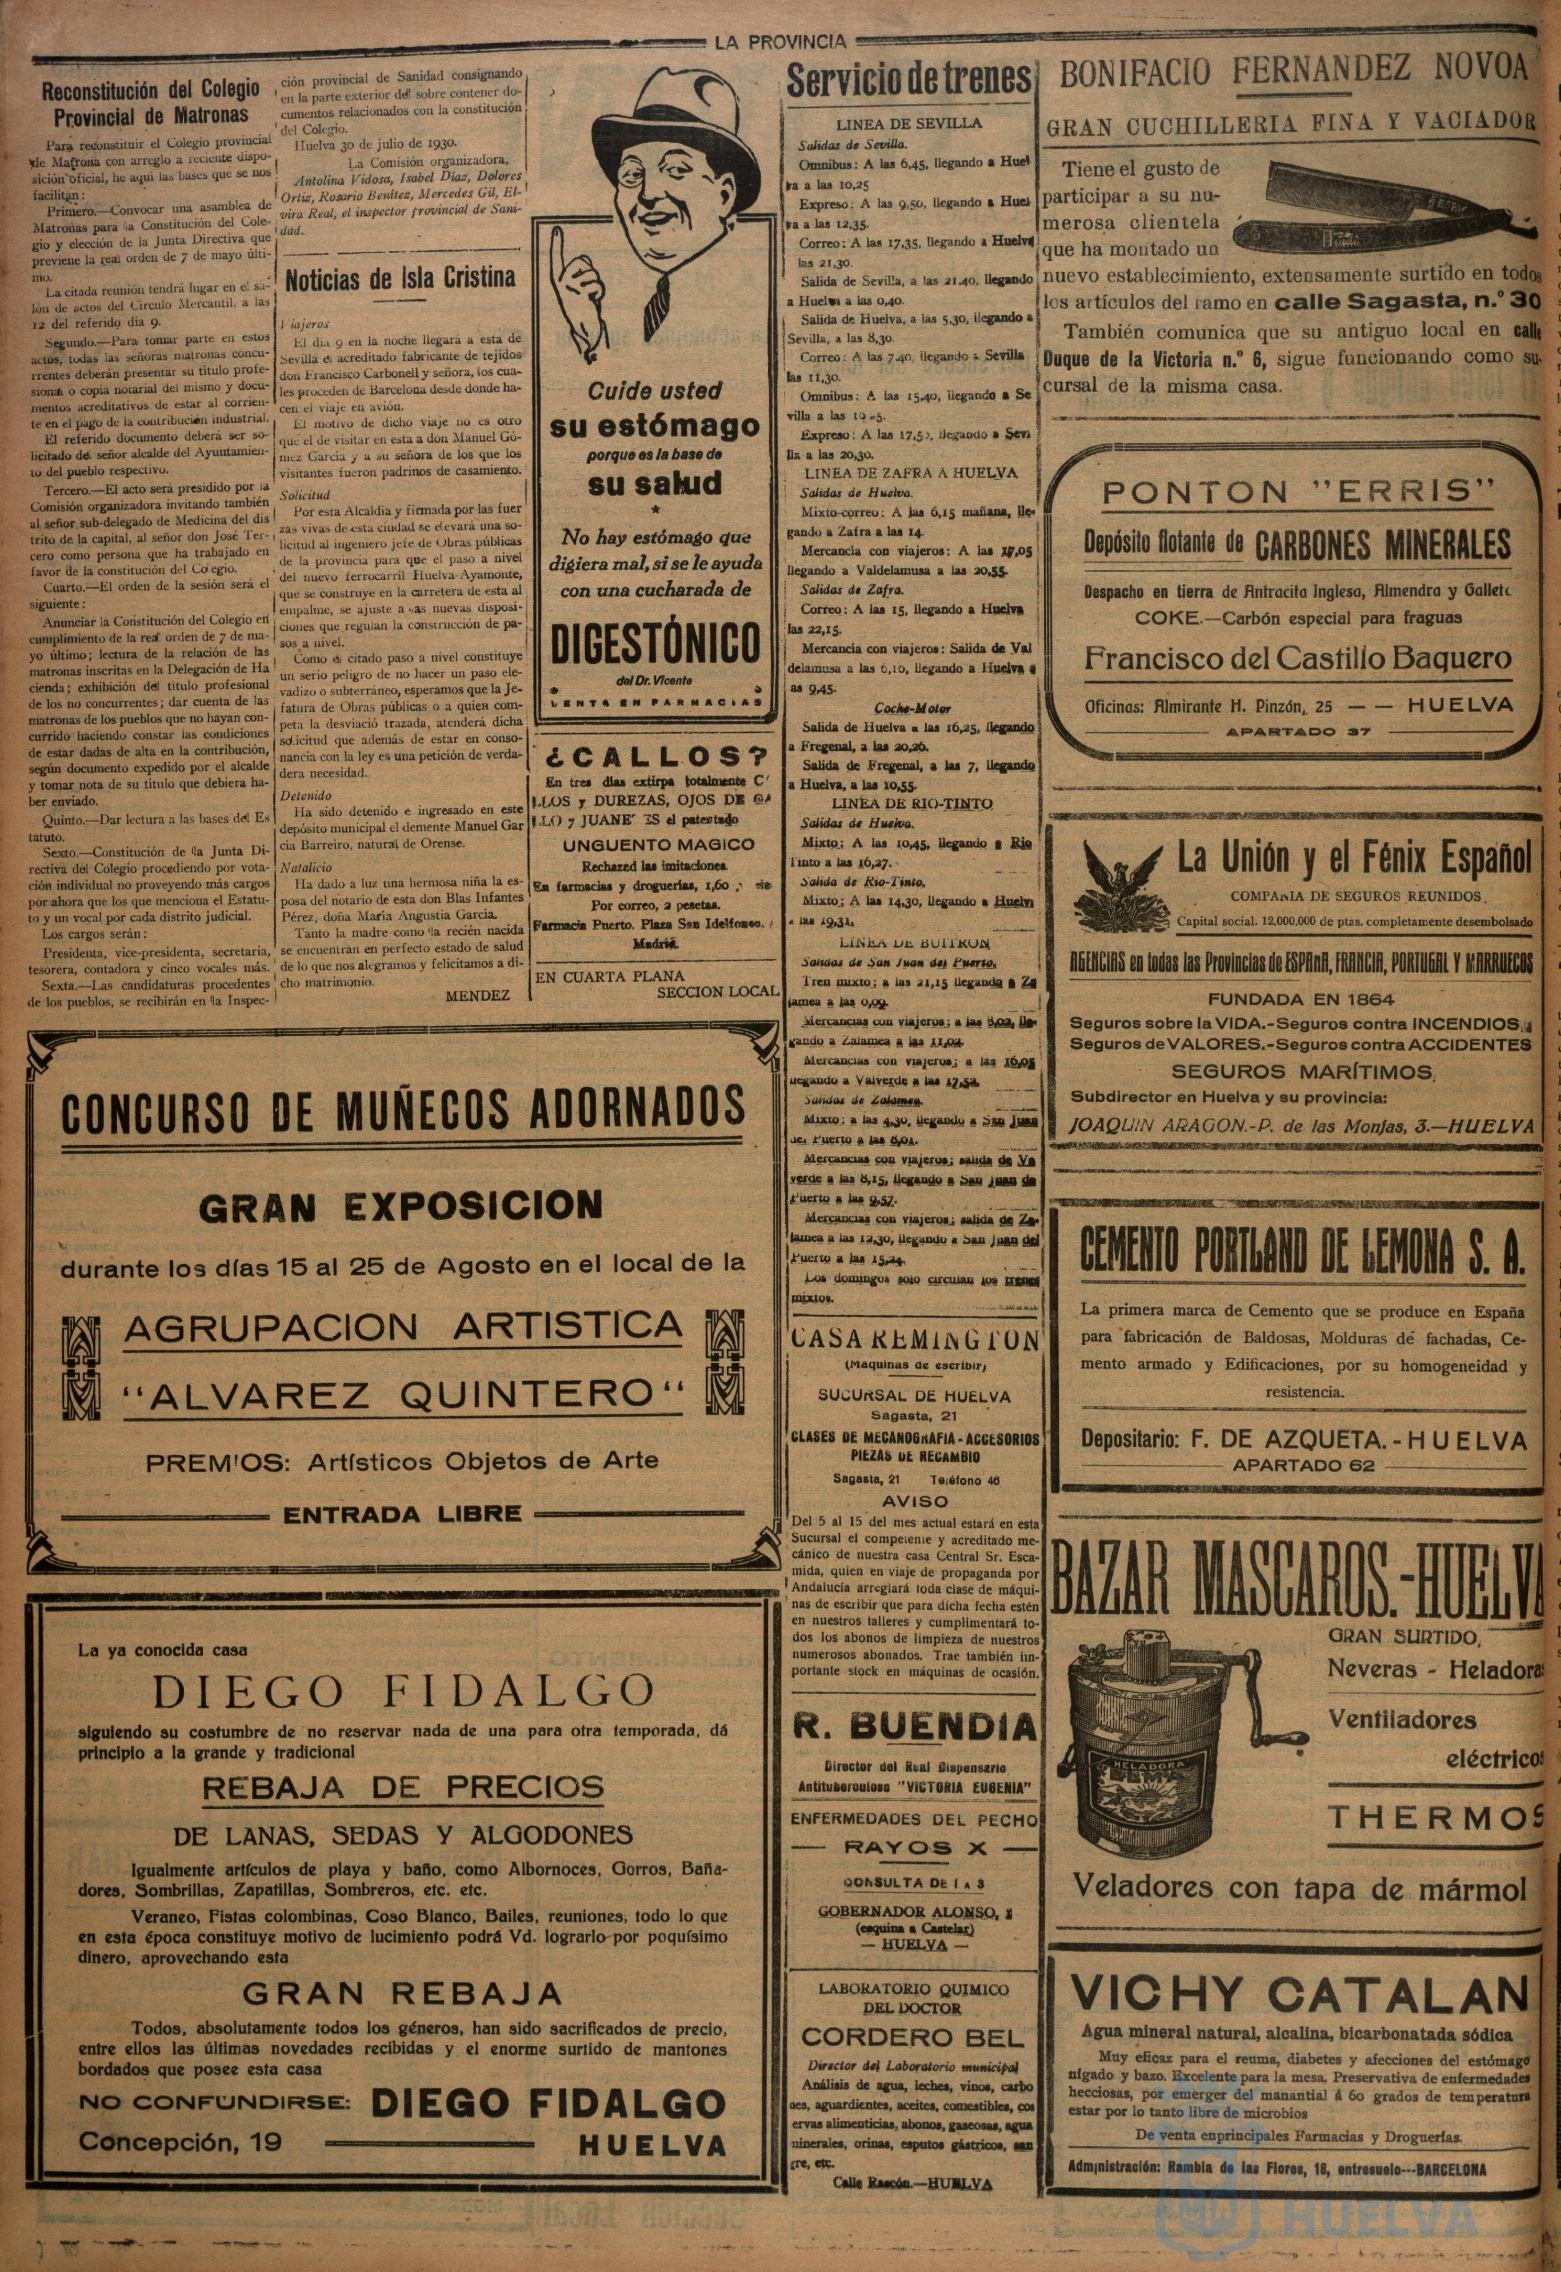 LA PROVINCIA
Reconstitución del Colegio
Provincial de Matronas
Para reconstituir el Colegio provincial
de Matrona con arreglo a reciente dispo-
sición oficial, he aqui las bases que se nos
facilitan:
Primero.—Convocar una asamblea de
Matronas para la Constitución del Cole-
gio y elección de la Junta Directiva que
previene la real orden de 7 de mayo últi-
mo.
La citada reunión tendrá lugar en el sa-
lón de actos del Circulo Mercantil, a las
12 del referido dia 9.
Segundo.—Para tomar parte en estos
actos, todas las señoras matronas concu-
rrentes deberán presentar su título profe-
sional o copia notarial del mismo y docu-
mentos acreditativos de estar al corrien-
te en el pago de la contribución industrial.
El referido documento deberá ser so-
licitado del señor alcalde del Ayuntamien-
to del pueblo respectivo.
Tercero.—El acto será presidido por la
Comisión organizadora invitando también
al señor sub-delegado de Medicina del dis
trito de la capital, al señor don José Ter-
cero como persona que ha trabajado en
favor de la constitución del Colegio.
Cuarto.—El orden de la sesión será el
siguiente:
Anunciar la Constitución del Colegio en
cumplimiento de la real orden de 7 de ma-
yo último; lectura de la relación de las
matronas inscritas en la Delegación de Ha
cienda; exhibición del titulo profesional
de los no concurrentes; dar cuenta de las
matronas de los pueblos que no hayan con-
currido haciendo constar las condiciones
de estar dadas de alta en la contribución,
según documento expedido por el alcalde
y tomar nota de su titulo que debiera ha-
ber enviado.
Quinto.—Dar lectura a las bases del Es
tatuto.
Sexto.—Constitución de la Junta Di-
rectiva del Colegio procediendo por vota-
ción individual no proveyendo más cargos
por ahora que los que menciona el Estatu-
to y un vocal por cada distrito judicial.
Los cargos serán:
Presidenta, vice-presidenta, secretaria,
tesorera, contadora y cinco vocales más.
Sexta.—Las candidaturas procedentes
de los pueblos, se recibirán en la Inspec-
ción provincial de Sanidad consignando
en la parte exterior del sobre contener do-
cumentos relacionados con la constitución
del Colegio.
Huelva 30 de julio de 1930.
La Comisión organizadora,
Antolina Vidosa, Isabel Diaz, Dolores
Ortiz, Rosario Benitez, Mercedes Gil, El-
vira Real, el inspector provincial de Sani-
dad.
Noticias de Isla Cristina
Viajeros
El dia 9 en la noche llegará a esta de
Sevilla el acreditado fabricante de tejidos
don Francisco Carbonell y señora, los cua-
les proceden de Barcelona desde donde ha-
cen el viaje en avión.
El motivo de dicho viaje no es otro
que el de visitar en esta a don Manuel Gó-
mez Garcia y a su señora de los que los
visitantes fueron padrinos de casamiento.
Solicitud
Por esta Alcaldia y firmada por las fuer
zas vivas de esta ciudad se elevará una so-
licitud al ingeniero jefe de Obras públicas
de la provincia para que el paso a nivel
del nuevo ferrocarril Huelva-Ayamonte,
que se construye en la carretera de esta al
empalme, se ajuste a las nuevas disposi-
ciones que regulan la construcción de pa-
sos a nivel.
Como el citado paso a nivel constituye
un serio peligro de no hacer un paso ele-
vadizo o subterráneo, esperamos que la Je-
fatura de Obras públicas o a quien com-
peta la desviació trazada, atenderá dicha
solicitud que además de estar en conso-
nancia con la ley es una petición de verda-
dera necesidad.
Detenido
Ha sido detenido e ingresado en este
depósito municipal el demente Manuel Gar
cia Barreiro, natural de Orense.
Natalicio
Ha dado a luz una hermosa niña la es-
posa del notario de esta don Blas Infantes
Pérez, doña Maria Angustia Garcia.
Tanto la madre como la recién nacida
se encuentran en perfecto estado de salud
de lo que nos alegramos y felicitamos a di-
cho matrimonio.
MENDEZ
Cuide usted
su estómago
porque es la base de
su salud
*
No hay estómago que
digiera mal, si se le ayuda
con una cucharada de
DIGESTÓNICO
del Dr. Vicente
VENTA EN FARMACIAS
¿CALLOS?
En tres dias extirpa totalmente C
LLOS y DUREZAS, OJOS DE GA
LLO y JUANETES el patentado
UNGUENTO MAGICO
Rechazed las imitaciones
En farmacias y droguerías, 1,60
Por correo, 2 pesetas.
Farmacia Puerto. Plaza San Idelfonso.
Madrid.
EN CUARTA PLANA
SECCION LOCAL
CONCURSO DE MUÑECOS ADORNADOS
GRAN EXPOSICION
durante los días 15 al 25 de Agosto en el local de la
AGRUPACION ARTISTICA
"ALVAREZ QUINTERO"
PREMIOS: Artísticos Objetos de Arte
ENTRADA LIBRE
La ya conocida casa
DIEGO FIDALGO
siguiendo su costumbre de no reservar nada de una para otra temporada, dá
principio a la grande y tradicional
REBAJA DE PRECIOS
DE LANAS, SEDAS Y ALGODONES
Igualmente artículos de playa y baño, como Albornoces, Gorros, Baña-
dores, Sombrillas, Zapatillas, Sombreros, etc. etc.
Veraneo, Fistas colombinas, Coso Blanco, Bailes, reuniones, todo lo que
en esta época constituye motivo de lucimiento podrá Vd. lograrlo por poquísimo
dinero, aprovechando esta
GRAN REBAJA
Todos, absolutamente todos los géneros, han sido sacrificados de precio,
entre ellos las últimas novedades recibidas y el enorme surtido de mantones
bordados que posee esta casa
NO CONFUNDIRSE: DIEGO FIDALGO
Concepción, 19 HUELVA
Servicio de trenes
LINEA DE SEVILLA
Salidas de Sevilla.
Omnibus: A las 6,45, llegando a Huel
va a las 10,25
Expreso: A las 9,50, llegando a Huel
va a las 12,35.
Correo: A las 17,35, llegando a Huelva
las 21,30.
Salida de Sevilla, a las 21,40, llegando
a Huelva a las 0,40.
Salida de Huelva, a las 5,30, llegando a
Sevilla, a las 8,30.
Correo: A las 7,40, llegando a Sevilla
las 11,30.
Omnibus: A las 15,40, llegando a Se
villa a las
Expreso: A las 17,50, llegando a Sevi
lla a las 20,30.
LINEA DE ZAFRA A HUELVA
Salidas de Huelva.
Mixto-correo: A las 6,15 mañana, lle-
gando a Zafra a las 14
Mercancia con viajeros: A las 17,05
llegando a Valdelamusa a las 20,55.
Salidas de Zafra.
Correo: A las 15, llegando a Huelva
las 22,15.
Mercancia con viajeros: Salida de Val
delamusa a las 6,10, llegando a Huelva a
as 9,45.
Coche-Motor
Salida de Huelva a las 16,25, llegando
a Fregenal, a las 20,26.
Salida de Fregenal, a las 7, llegando
a Huelva, a las 10,55.
LINEA DE RIO-TINTO
Salidas de Huelva.
Mixto: A las 10,45, llegando a Rio
Tinto a las 16,27.
Salida de Rio-Tinto.
Mixto: A las 14,30, llegando a Huelv
a las 19,31.
LINEA DE BUITRON
Salidas de San Juan del Puerto.
Tren mixto: a las 21,15 llegando a Za
lamea a las 0,09.
Mercancias con viajeros: a las 8,02, lle-
gando a Zalamea a las 11,02.
Mercancias con viajeros; a las 16,05
llegando a Valverde a las 17,52.
Salidas de Zalamea.
Mixto: a las 4,30, llegando a San Juan
del Puerto a las 8,01.
Mercancias con viajeros; salida de Va
verde a las 8,15, llegando a San Juan de
Puerto a las 9,57.
Mercancias con viajeros; salida de Za-
lamea a las 12,30, llegando a San Juan del
Puerto a las 15,24.
Los domingos solo circulan los trenes
mixtos.
CASA REMINGTON
(Maquinas de escribir)
SUCURSAL DE HUELVA
Sagasta, 21
CLASES DE MECANOGRAFIA - ACCESORIOS
PIEZAS DE RECAMBIO
Sagasta, 21 Teléfono 46
AVISO
Del 5 al 15 del mes actual estará en esta
Sucursal el competente y acreditado me-
cánico de nuestra casa Central Sr. Esca-
mida, quien en viaje de propaganda por
Andalucía arreglará toda clase de máqui-
nas de escribir que para dicha fecha estén
en nuestros talleres y cumplimentará to-
dos los abonos de limpieza de nuestros
numerosos abonados. Trae también im-
portante stock en máquinas de ocasión.
R. BUENDIA
Director del Real Dispensario
Antituberculoso "VICTORIA EUGENIA"
ENFERMEDADES DEL PECHO
RAYOS X
CONSULTA DE 1 A 3
GOBERNADOR ALONSO, 1
(esquina a Castelar)
— HUELVA —
LABORATORIO QUIMICO
DEL DOCTOR
CORDERO BEL
Director del Laboratorio municipal
Análisis de agua, leches, vinos, carbo
nes, aguardientes, aceites, comestibles, con
ervas alimenticias, abonos, gaseosas, agua
minerales, orinas, esputos gástricos, san
gre, etc.
Calle Rascón.—HUELVA
BONIFACIO FERNANDEZ NOVOA
GRAN CUCHILLERIA FINA Y VACIADOR
Tiene el gusto de
participar a su nu-
merosa clientela
que ha montado un
nuevo establecimiento, extensamente surtido en todos
los artículos del ramo en calle Sagasta, n.º 30
También comunica que su antiguo local en calle
Duque de la Victoria n.º 6, sigue funcionando como su-
cursal de la misma casa.
PONTON "ERRIS"
Depósito flotante de CARBONES MINERALES
Despacho en tierra de Antracita Inglesa, Almendra y Galleta
COKE.—Carbón especial para fraguas
Francisco del Castillo Baquero
Oficinas: Almirante H. Pinzón, 25 — — HUELVA
APARTADO 37
La Unión y el Fénix Español
COMPAÑIA DE SEGUROS REUNIDOS
Capital social: 12.000,000 de ptas. completamente desembolsado
AGENCIAS en todas las Provincias de ESPAÑA, FRANCIA, PORTUGAL Y MARRUECOS
FUNDADA EN 1864
Seguros sobre la VIDA.-Seguros contra INCENDIOS
Seguros de VALORES.-Seguros contra ACCIDENTES
SEGUROS MARÍTIMOS
Subdirector en Huelva y su provincia:
JOAQUIN ARAGON.-P. de las Monjas, 3.—HUELVA
CEMENTO PORTLAND DE LEMONA S. A.
La primera marca de Cemento que se produce en España
para fabricación de Baldosas, Molduras de fachadas, Ce-
mento armado y Edificaciones, por su homogeneidad y
resistencia.
Depositario: F. DE AZQUETA.-HUELVA
APARTADO 62
BAZAR MASCAROS.-HUELVA
GRAN SURTIDO,
Neveras - Heladoras
Ventiladores
eléctricos
THERMOS
HELADORA
Veladores con tapa de mármol
VICHY CATALAN
Agua mineral natural, alcalina, bicarbonatada sódica
Muy eficaz para el reuma, diabetes y afecciones del estómago
nígado y bazo. Excelente para la mesa. Preservativa de enfermedades
hecciosas, por emerger del manantial á 60 grados de temperatura
estar por lo tanto libre de microbios
De venta enprincipales Farmacias y Droguerías.
Administración: Rambla de las Flores, 18, entresuelo---BARCELONA
HUELVA